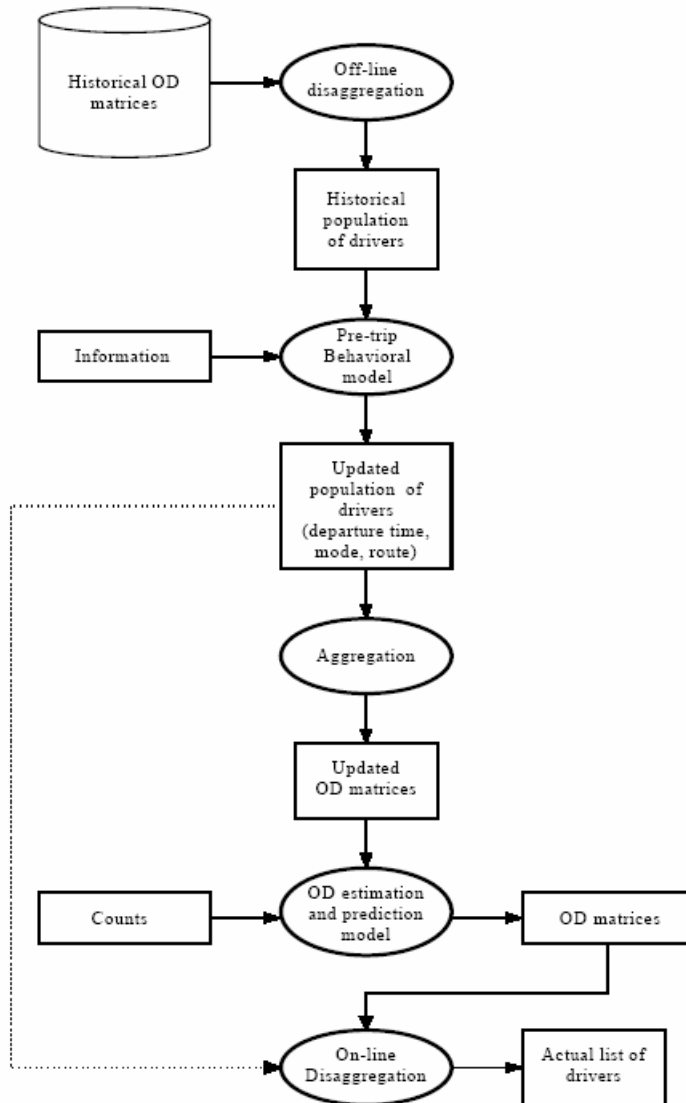 Historical OD
matrices
Off-line
disaggregation
Historical
population
of drivers
Information
Pre-trip
Behavioral
model
Updated
population of
drivers
(departure time,
mode, route)
Aggregation
Updated
OD matrices
Counts
OD estimation
and prediction
model
OD matrices
On-line
Disaggregation
Actual list of
drivers